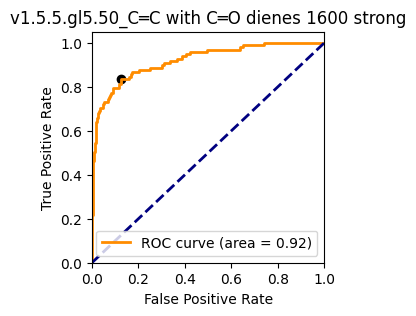 v1.5.5.gl5.50_C=C with C=O dienes 1600 strong
1.0
0.8
0.6
0.4
0.2
0.0
True Positive Rate
ROC curve (area = 0.92)
0.0 0.2 0.4 0.6 0.8 1.0
False Positive Rate